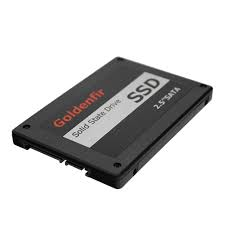 Goldenfir
Solid State Drive
SSD
2.5"SATA